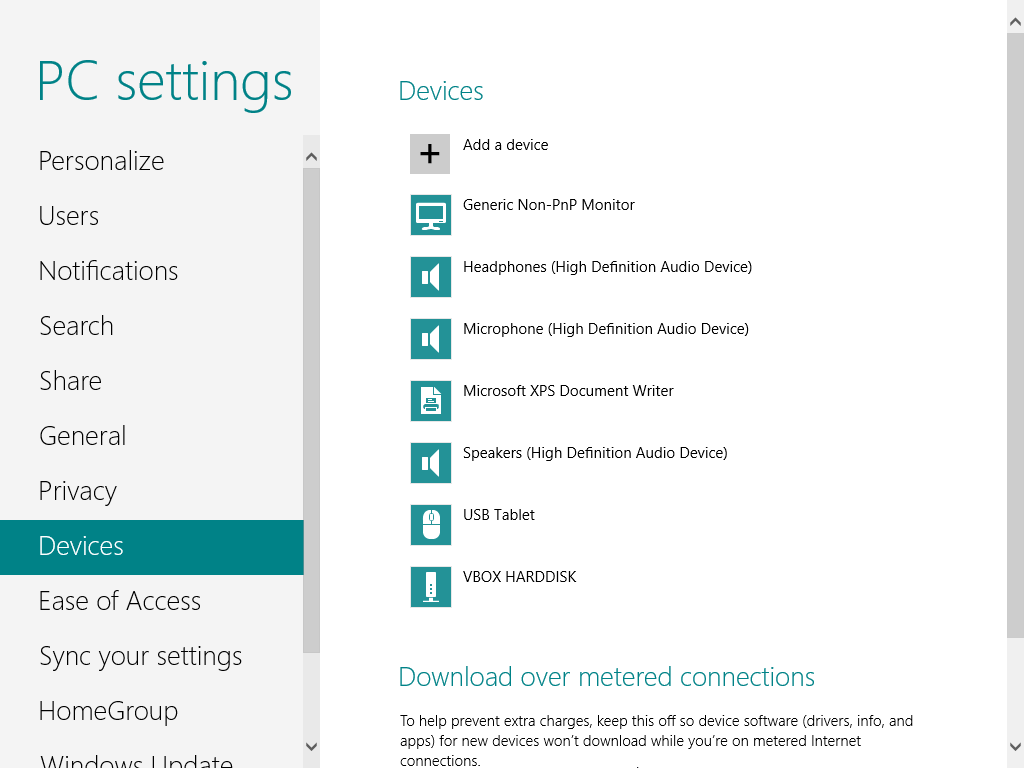 PC settings
Personalize
Users
Notifications
Search
Share
General
Privacy
Devices
Ease of Access
Sync your settings
HomeGroup
Windows Update
Devices
Add a device
Generic Non-PnP Monitor
Headphones (High Definition Audio Device)
Microphone (High Definition Audio Device)
Microsoft XPS Document Writer
Speakers (High Definition Audio Device)
USB Tablet
VBOX HARDDISK
Download over metered connections
To help prevent extra charges, keep this off so device software (drivers, info, and
apps) for new devices won't download while you're on metered Internet
connections.